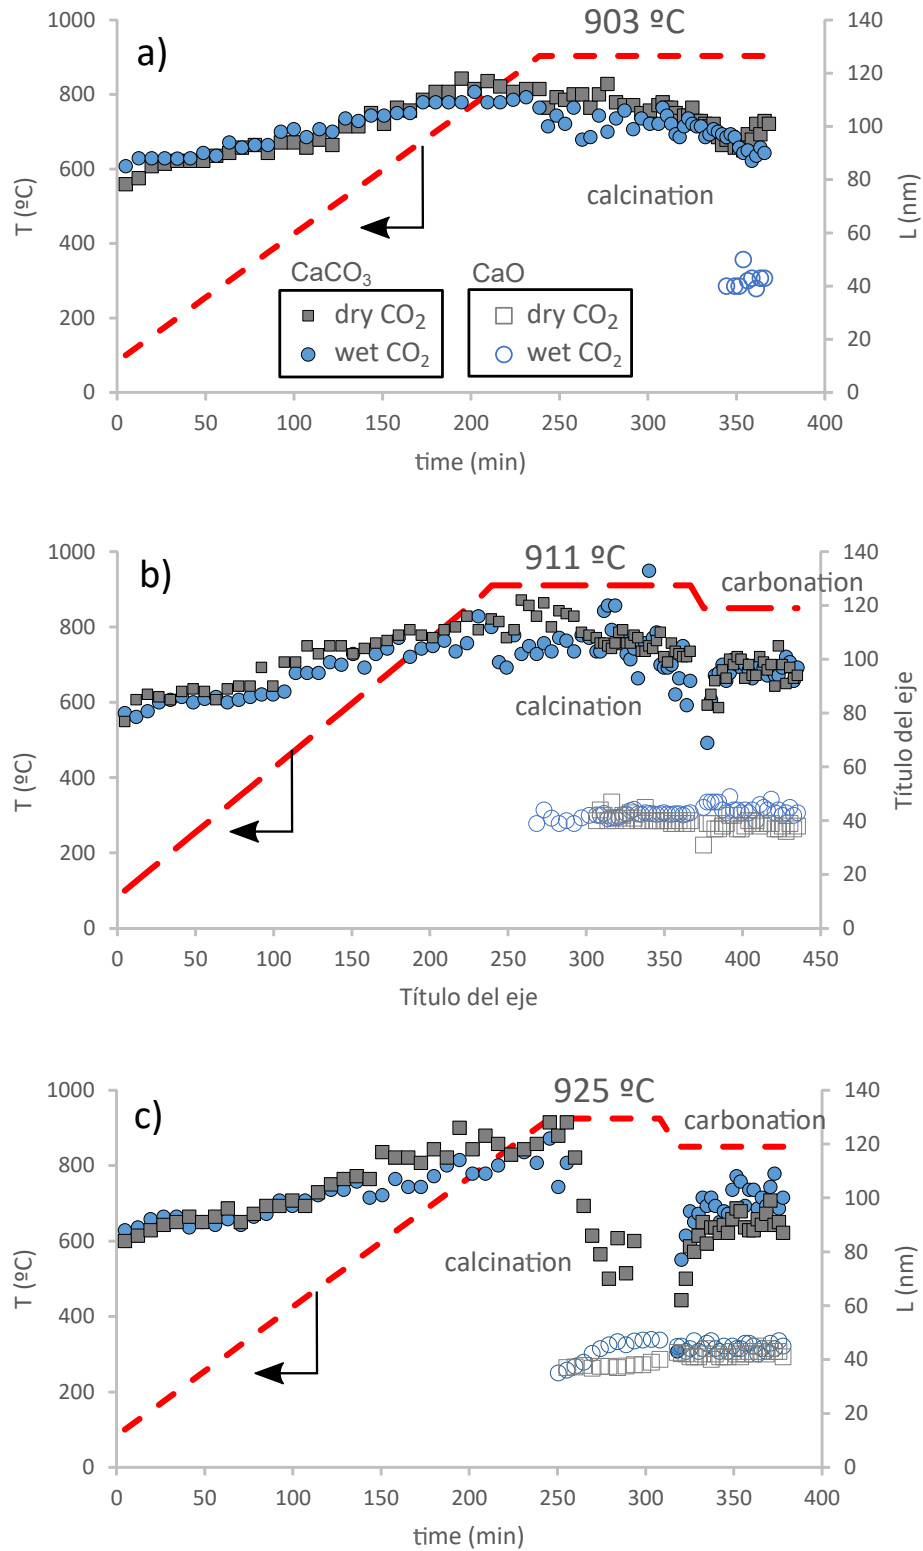 903 ºC
a)
1000
800
600
400
200
0
T (ºC)
140
120
100
80
60
40
20
0
L (nm)
calcination
CaCO3 CaO
dry CO2 dry CO2
wet CO2 wet CO2
0 50 100 150 200 250 300 350 400
time (min)
911 ºC
b)
carbonation
1000
800
600
400
200
0
T (ºC)
140
120
100
80
60
40
20
0
Título del eje
calcination
0 50 100 150 200 250 300 350 400 450
Título del eje
925 ºC
c)
carbonation
1000
800
600
400
200
0
T (ºC)
140
120
100
80
60
40
20
0
L (nm)
calcination
0 50 100 150 200 250 300 350 400
time (min)